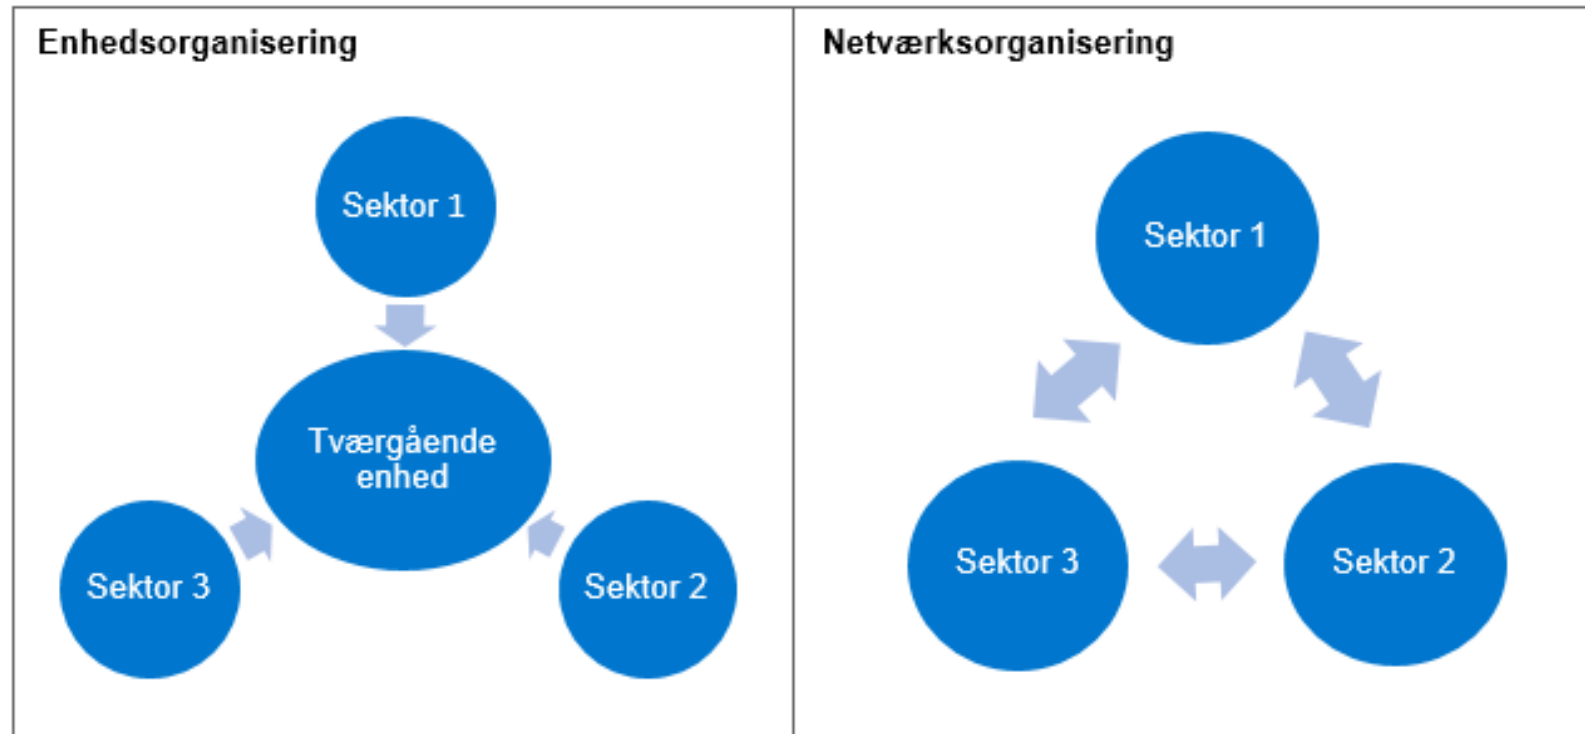 Enhedsorganisering
Sektor 1
Tværgående
enhed
Sektor 3
Sektor 2
Netværksorganisering
Sektor 1
Sektor 3
Sektor 2